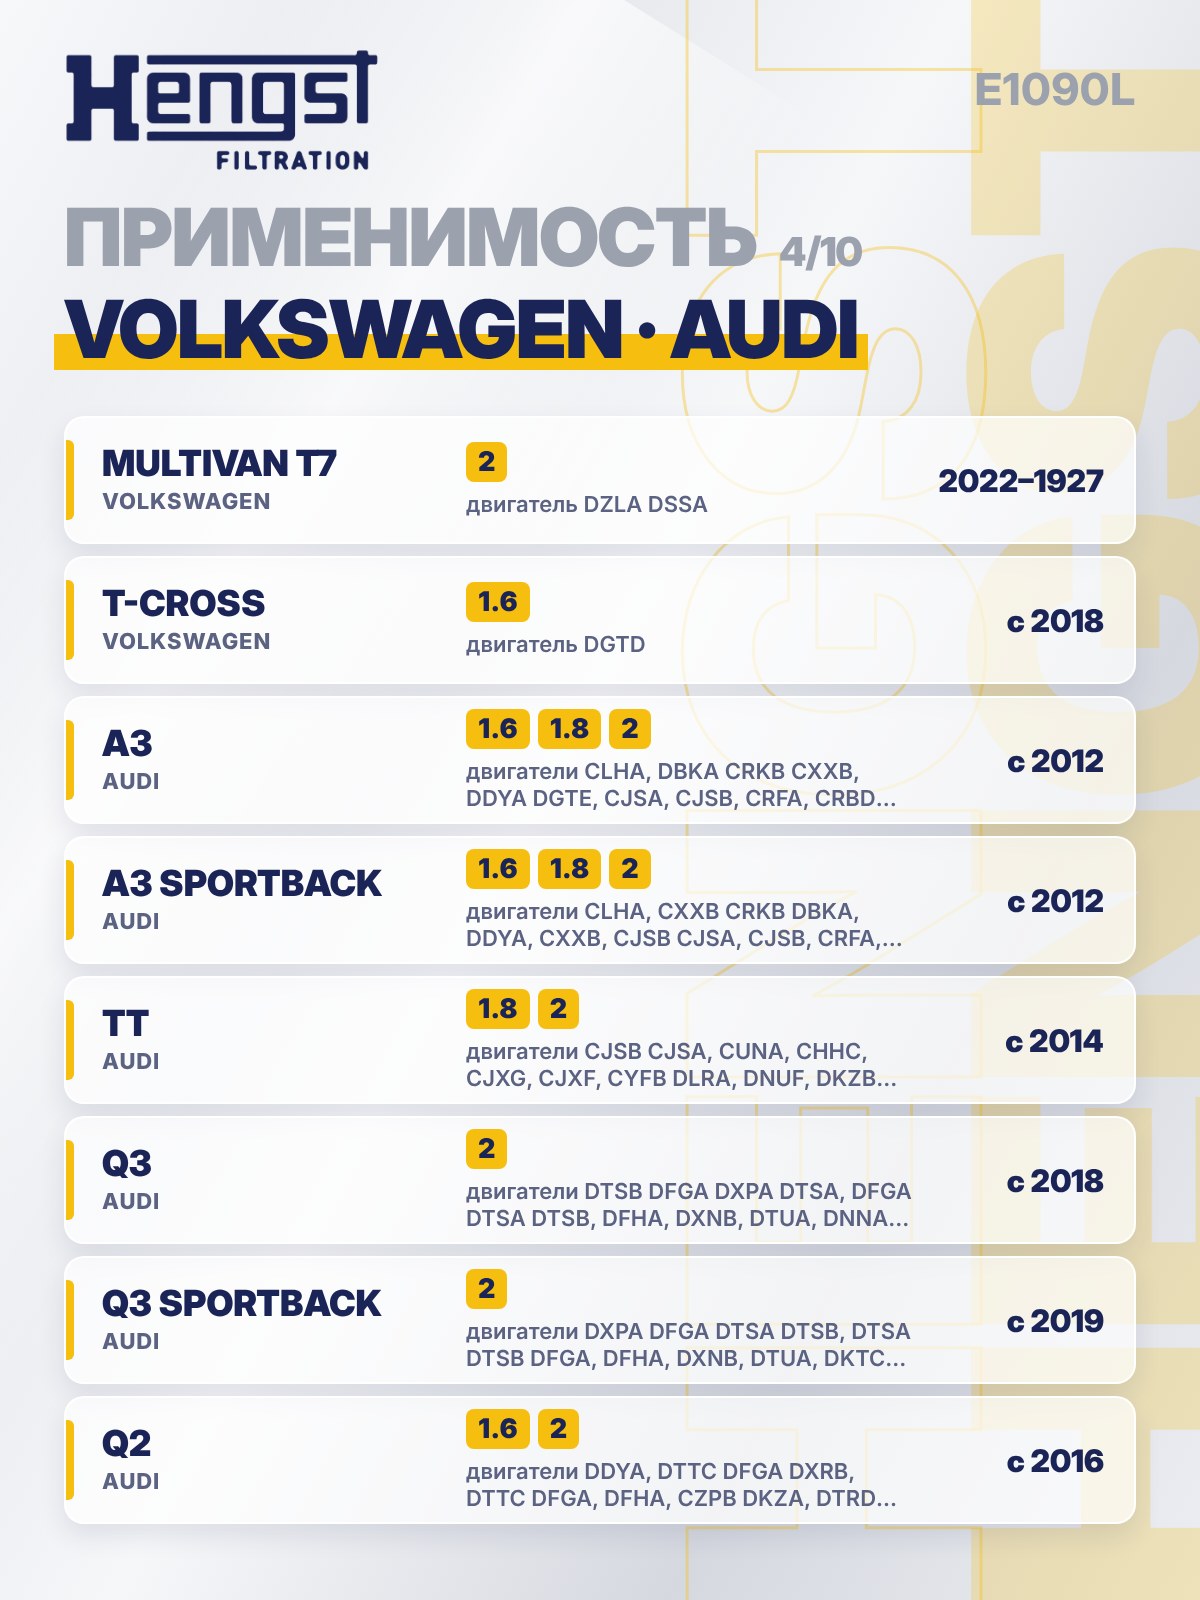 Hengst
FILTRATION
E1090L
ПРИМЕНИМОСТЬ 4/10
VOLKSWAGEN · AUDI
MULTIVAN T7
VOLKSWAGEN
2
двигатель DZLA DSSA
2022–1927
T-CROSS
VOLKSWAGEN
1.6
двигатель DGTD
с 2018
A3
AUDI
1.6 1.8 2
двигатели CLHA, DBKA CRKB CXXB,
DDYA DGTE, CJSA, CJSB, CRFA, CRBD...
с 2012
A3 SPORTBACK
AUDI
1.6 1.8 2
двигатели CLHA, CXXB CRKB DBKA,
DDYA, CXXB, CJSB CJSA, CJSB, CRFA,...
с 2012
TT
AUDI
1.8 2
двигатели CJSB CJSA, CUNA, CHHC,
CJXG, CJXF, CYFB DLRA, DNUF, DKZB...
с 2014
Q3
AUDI
2
двигатели DTSB DFGA DXPA DTSA, DFGA
DTSA DTSB, DFHA, DXNB, DTUA, DNNA...
с 2018
Q3 SPORTBACK
AUDI
2
двигатели DXPA DFGA DTSA DTSB, DTSA
DTSB DFGA, DFHA, DXNB, DTUA, DKTC...
с 2019
Q2
AUDI
1.6 2
двигатели DDYA, DTTC DFGA DXRB,
DTTC DFGA, DFHA, CZPB DKZA, DTRD...
с 2016
HENGST
HENGST